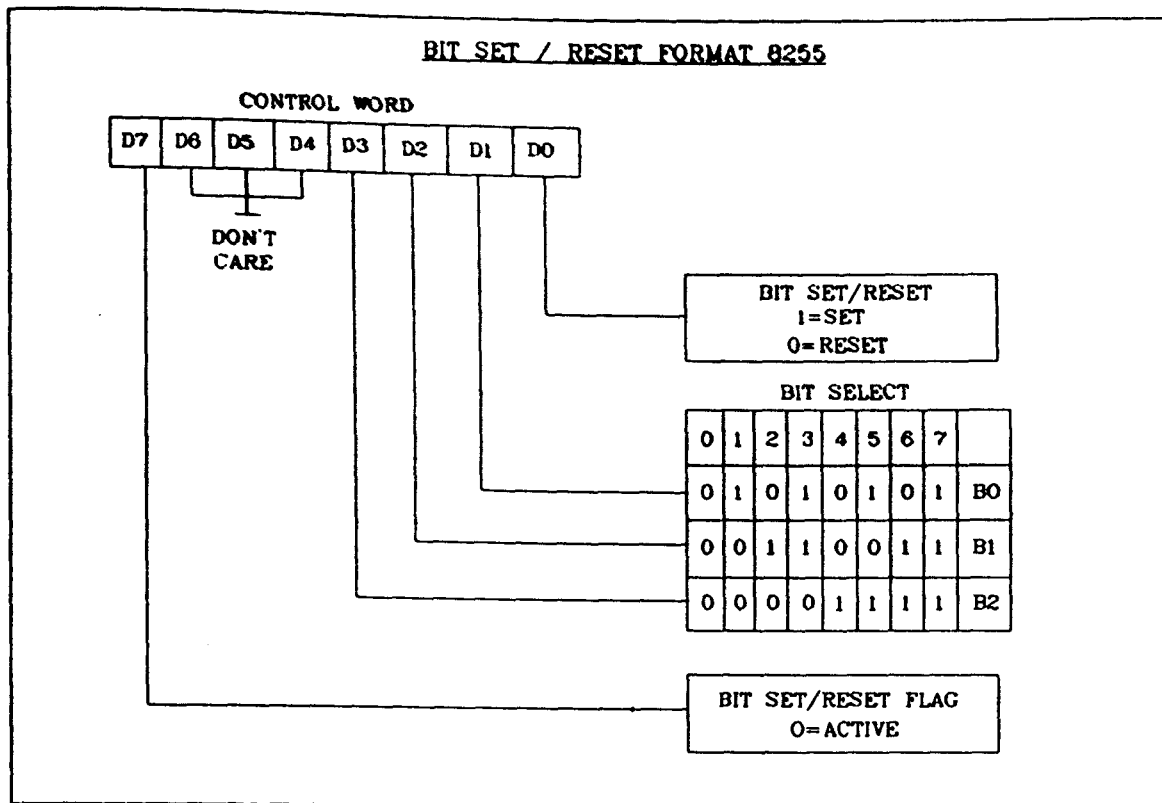 BIT SET / RESET FORMAT 8255
CONTROL WORD
D7 D6 D5 D4 D3 D2 D1 D0
DON'T
CARE
BIT SET/RESET
1=SET
0=RESET
BIT SELECT
0 1 2 3 4 5 6 7
0 1 0 1 0 1 0 1 B0
0 0 1 1 0 0 1 1 B1
0 0 0 0 1 1 1 1 B2
BIT SET/RESET FLAG
0=ACTIVE